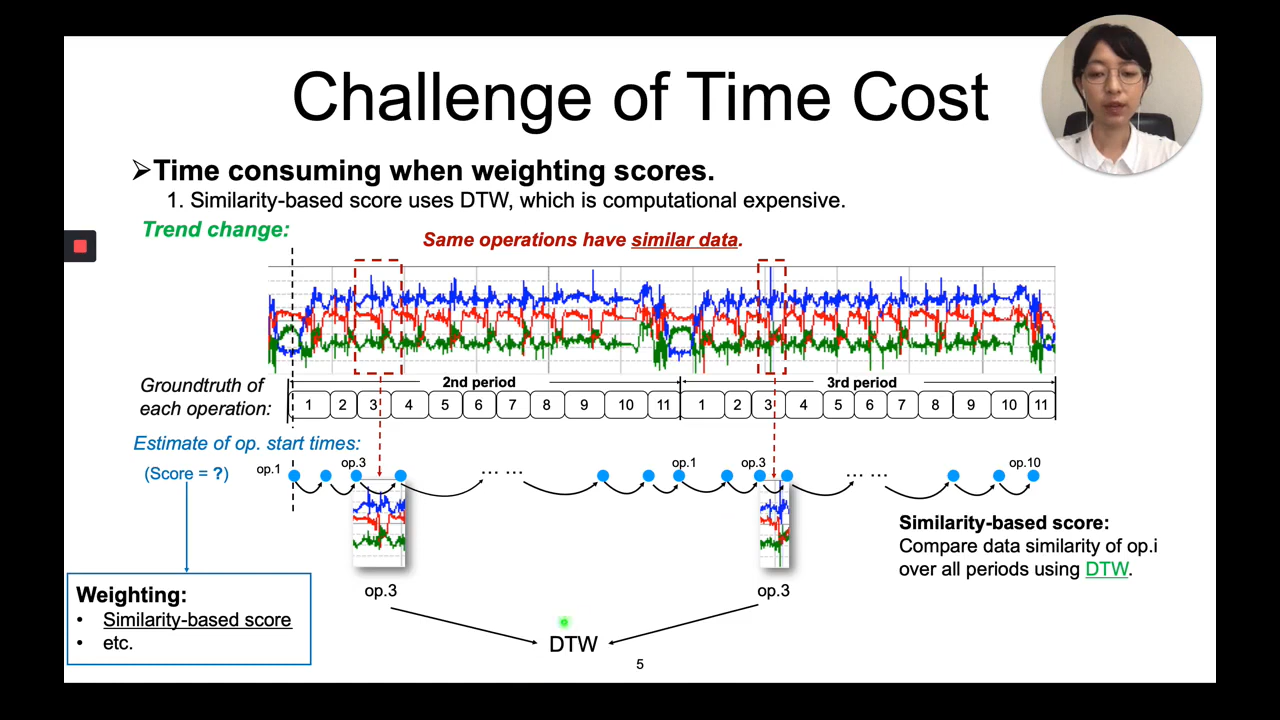 Challenge of Time Cost
➢Time consuming when weighting scores.
1. Similarity-based score uses DTW, which is computational expensive.
Trend change:
Same operations have similar data.
Groundtruth of
each operation:
2nd period
3rd period
1 2 3 4 5 6 7 8 9 10 11 1 2 3 4 5 6 7 8 9 10 11
Estimate of op. start times:
(Score = ?)
op.1
op.3
... ...
op.1
op.3
... ...
op.10
Similarity-based score:
Compare data similarity of op.i
over all periods using DTW.
op.3
op.3
Weighting:
• Similarity-based score
• etc.
DTW
5